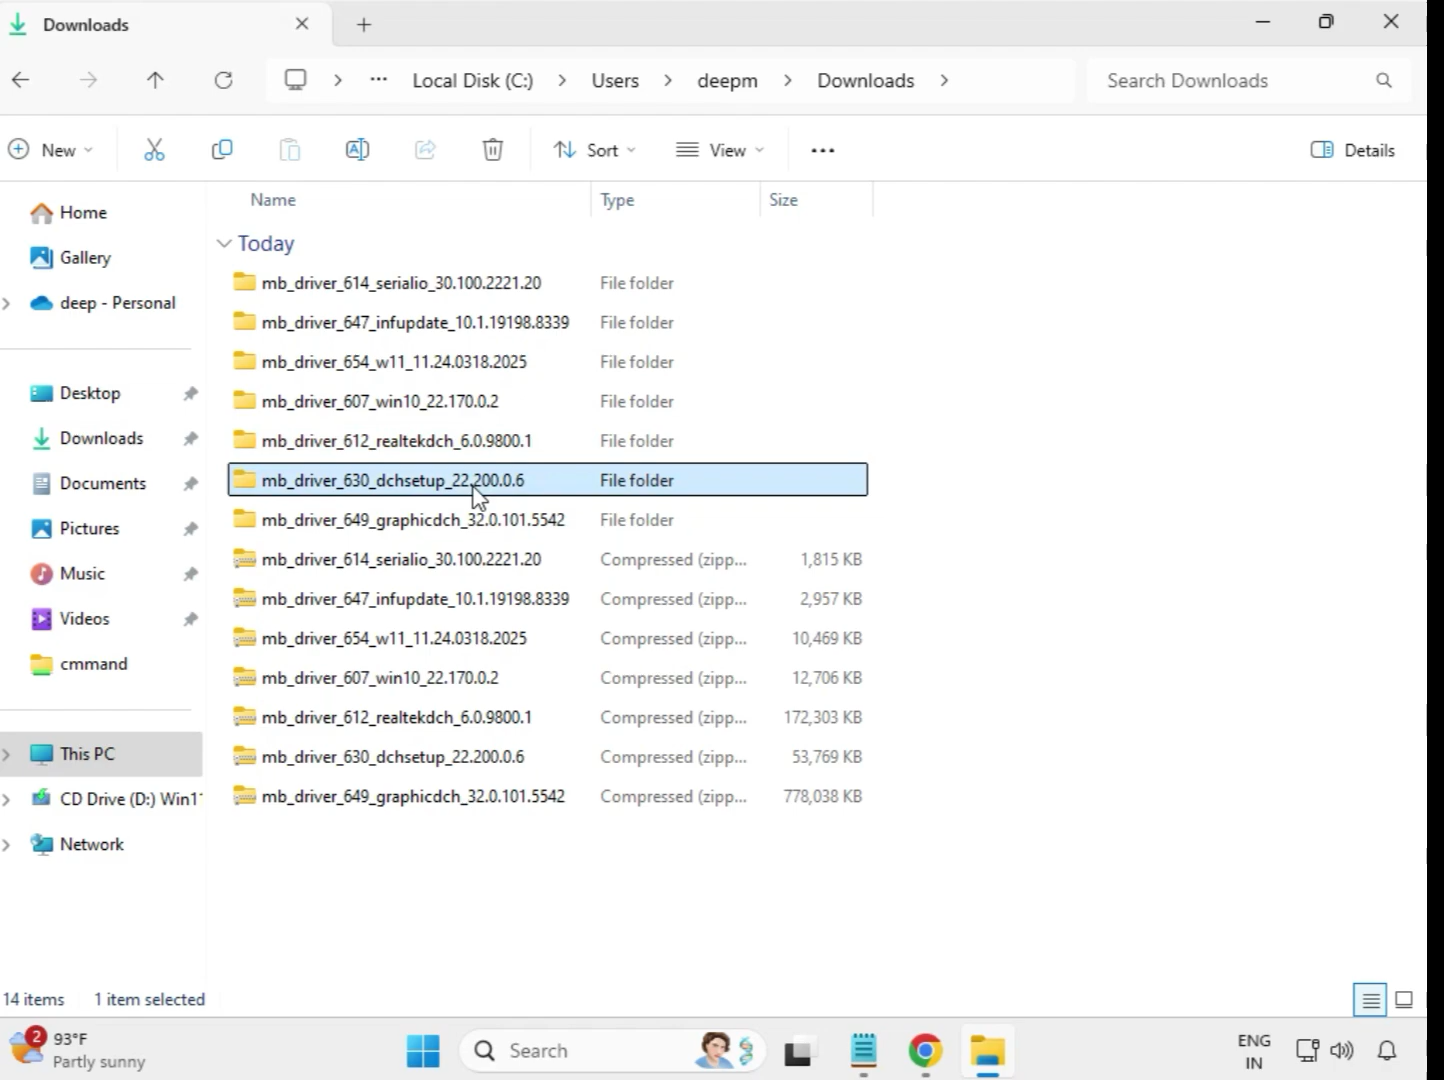 Downloads
Local Disk (C:) Users deepm Downloads Search Downloads
New Sort View Details
Name Type Size
Home
Gallery
deep - Personal
Desktop
Downloads
Documents
Pictures
Music
Videos
cmmand
This PC
CD Drive (D:) Win11
Network
Today
mb_driver_614_serialio_30.100.2221.20 File folder
mb_driver_647_infupdate_10.1.19198.8339 File folder
mb_driver_654_w11_11.24.0318.2025 File folder
mb_driver_607_win10_22.170.0.2 File folder
mb_driver_612_realtekdch_6.0.9800.1 File folder
mb_driver_630_dchsetup_22.200.0.6 File folder
mb_driver_649_graphicdch_32.0.101.5542 File folder
mb_driver_614_serialio_30.100.2221.20 Compressed (zipp... 1,815 KB
mb_driver_647_infupdate_10.1.19198.8339 Compressed (zipp... 2,957 KB
mb_driver_654_w11_11.24.0318.2025 Compressed (zipp... 10,469 KB
mb_driver_607_win10_22.170.0.2 Compressed (zipp... 12,706 KB
mb_driver_612_realtekdch_6.0.9800.1 Compressed (zipp... 172,303 KB
mb_driver_630_dchsetup_22.200.0.6 Compressed (zipp... 53,769 KB
mb_driver_649_graphicdch_32.0.101.5542 Compressed (zipp... 778,038 KB
14 items 1 item selected
2 93°F
Partly sunny
Search
ENG
IN